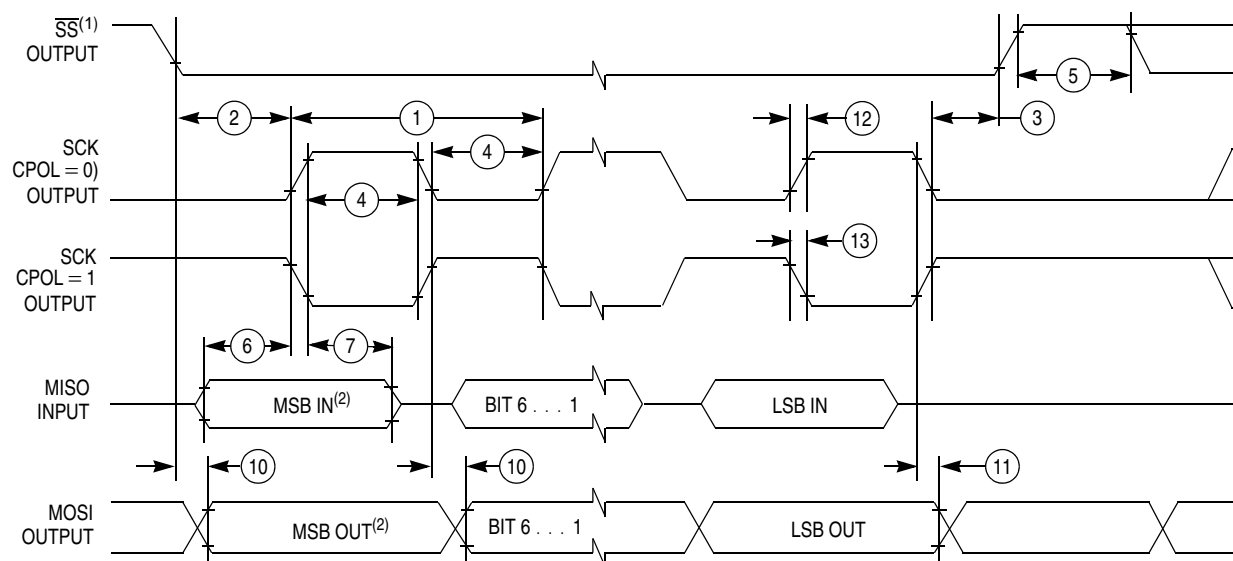 SS(1)
OUTPUT
5
2
1
12
3
SCK
CPOL = 0)
OUTPUT
4
4
SCK
CPOL = 1
OUTPUT
13
6
7
MISO
INPUT
MSB IN(2)
BIT 6 . . . 1
LSB IN
10
10
11
MOSI
OUTPUT
MSB OUT(2)
BIT 6 . . . 1
LSB OUT